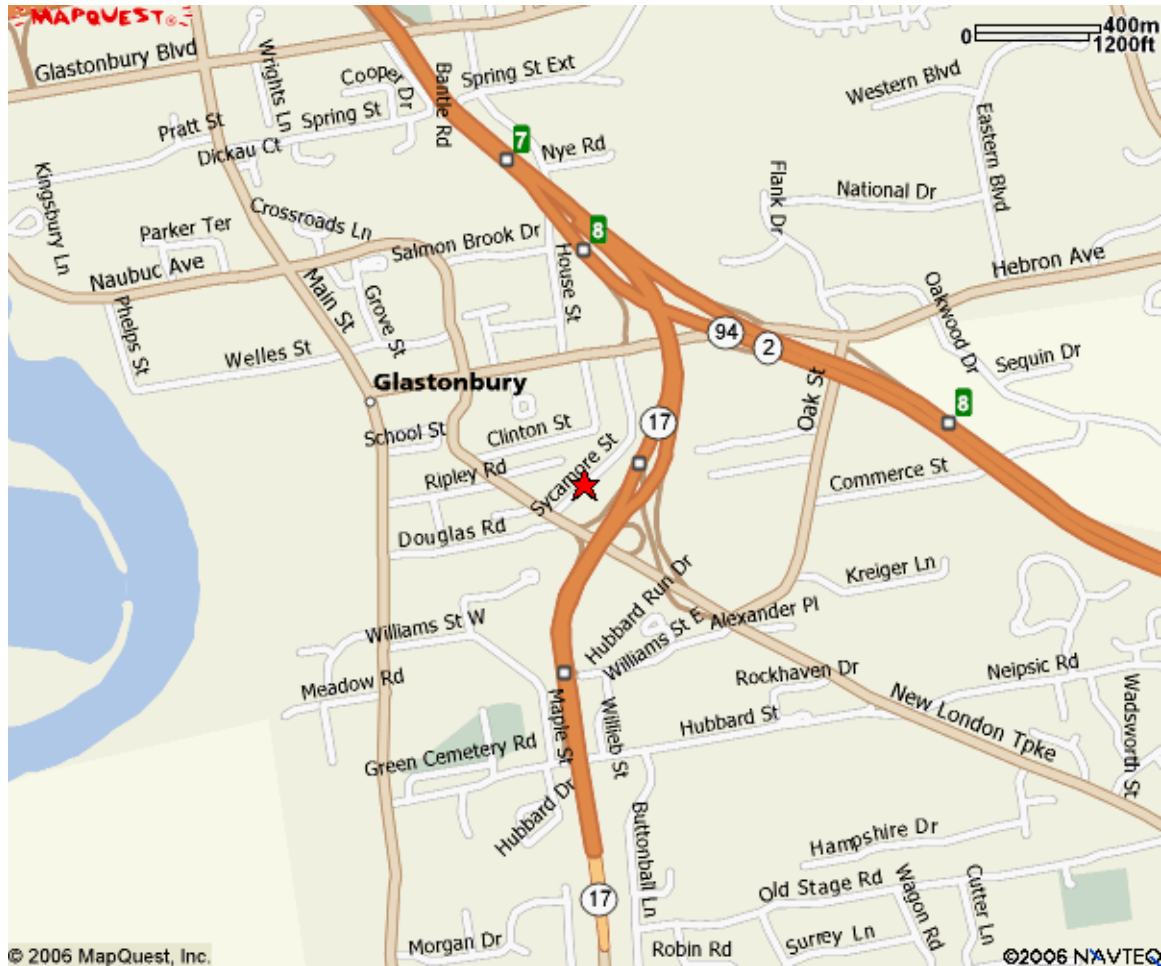 MAPQUEST®
400m
0
1200ft
Glastonbury Blvd
Wrights Ln
Cooper Dr
Bantle Rd
Spring St Ext
Western Blvd
Eastern Blvd
Pratt St
Spring St
Dickau Ct
7
Nye Rd
Kingsbury Ln
Flank Dr
National Dr
Crossroads Ln
Parker Ter
Salmon Brook Dr
8
House St
Naubuc Ave
Main St
Grove St
Hebron Ave
Oakwood Dr
Phelps St
Welles St
94
2
Sequin Dr
Glastonbury
Oak St
8
17
School St
Clinton St
Ripley Rd
Sycamore St
Commerce St
Douglas Rd
Kreiger Ln
Hubbard Run Dr
Williams St W
Williams St E
Alexander Pl
Meadow Rd
Rockhaven Dr
Neipsic Rd
Maple St
Willieb St
Hubbard St
New London Tpke
Wadsworth St
Green Cemetery Rd
Hubbard Dr
Buttonball Ln
Hampshire Dr
Old Stage Rd
Wagon Rd
Cutter Ln
17
Morgan Dr
Robin Rd
Surrey Ln
© 2006 MapQuest, Inc.
©2006 NAVTEQ